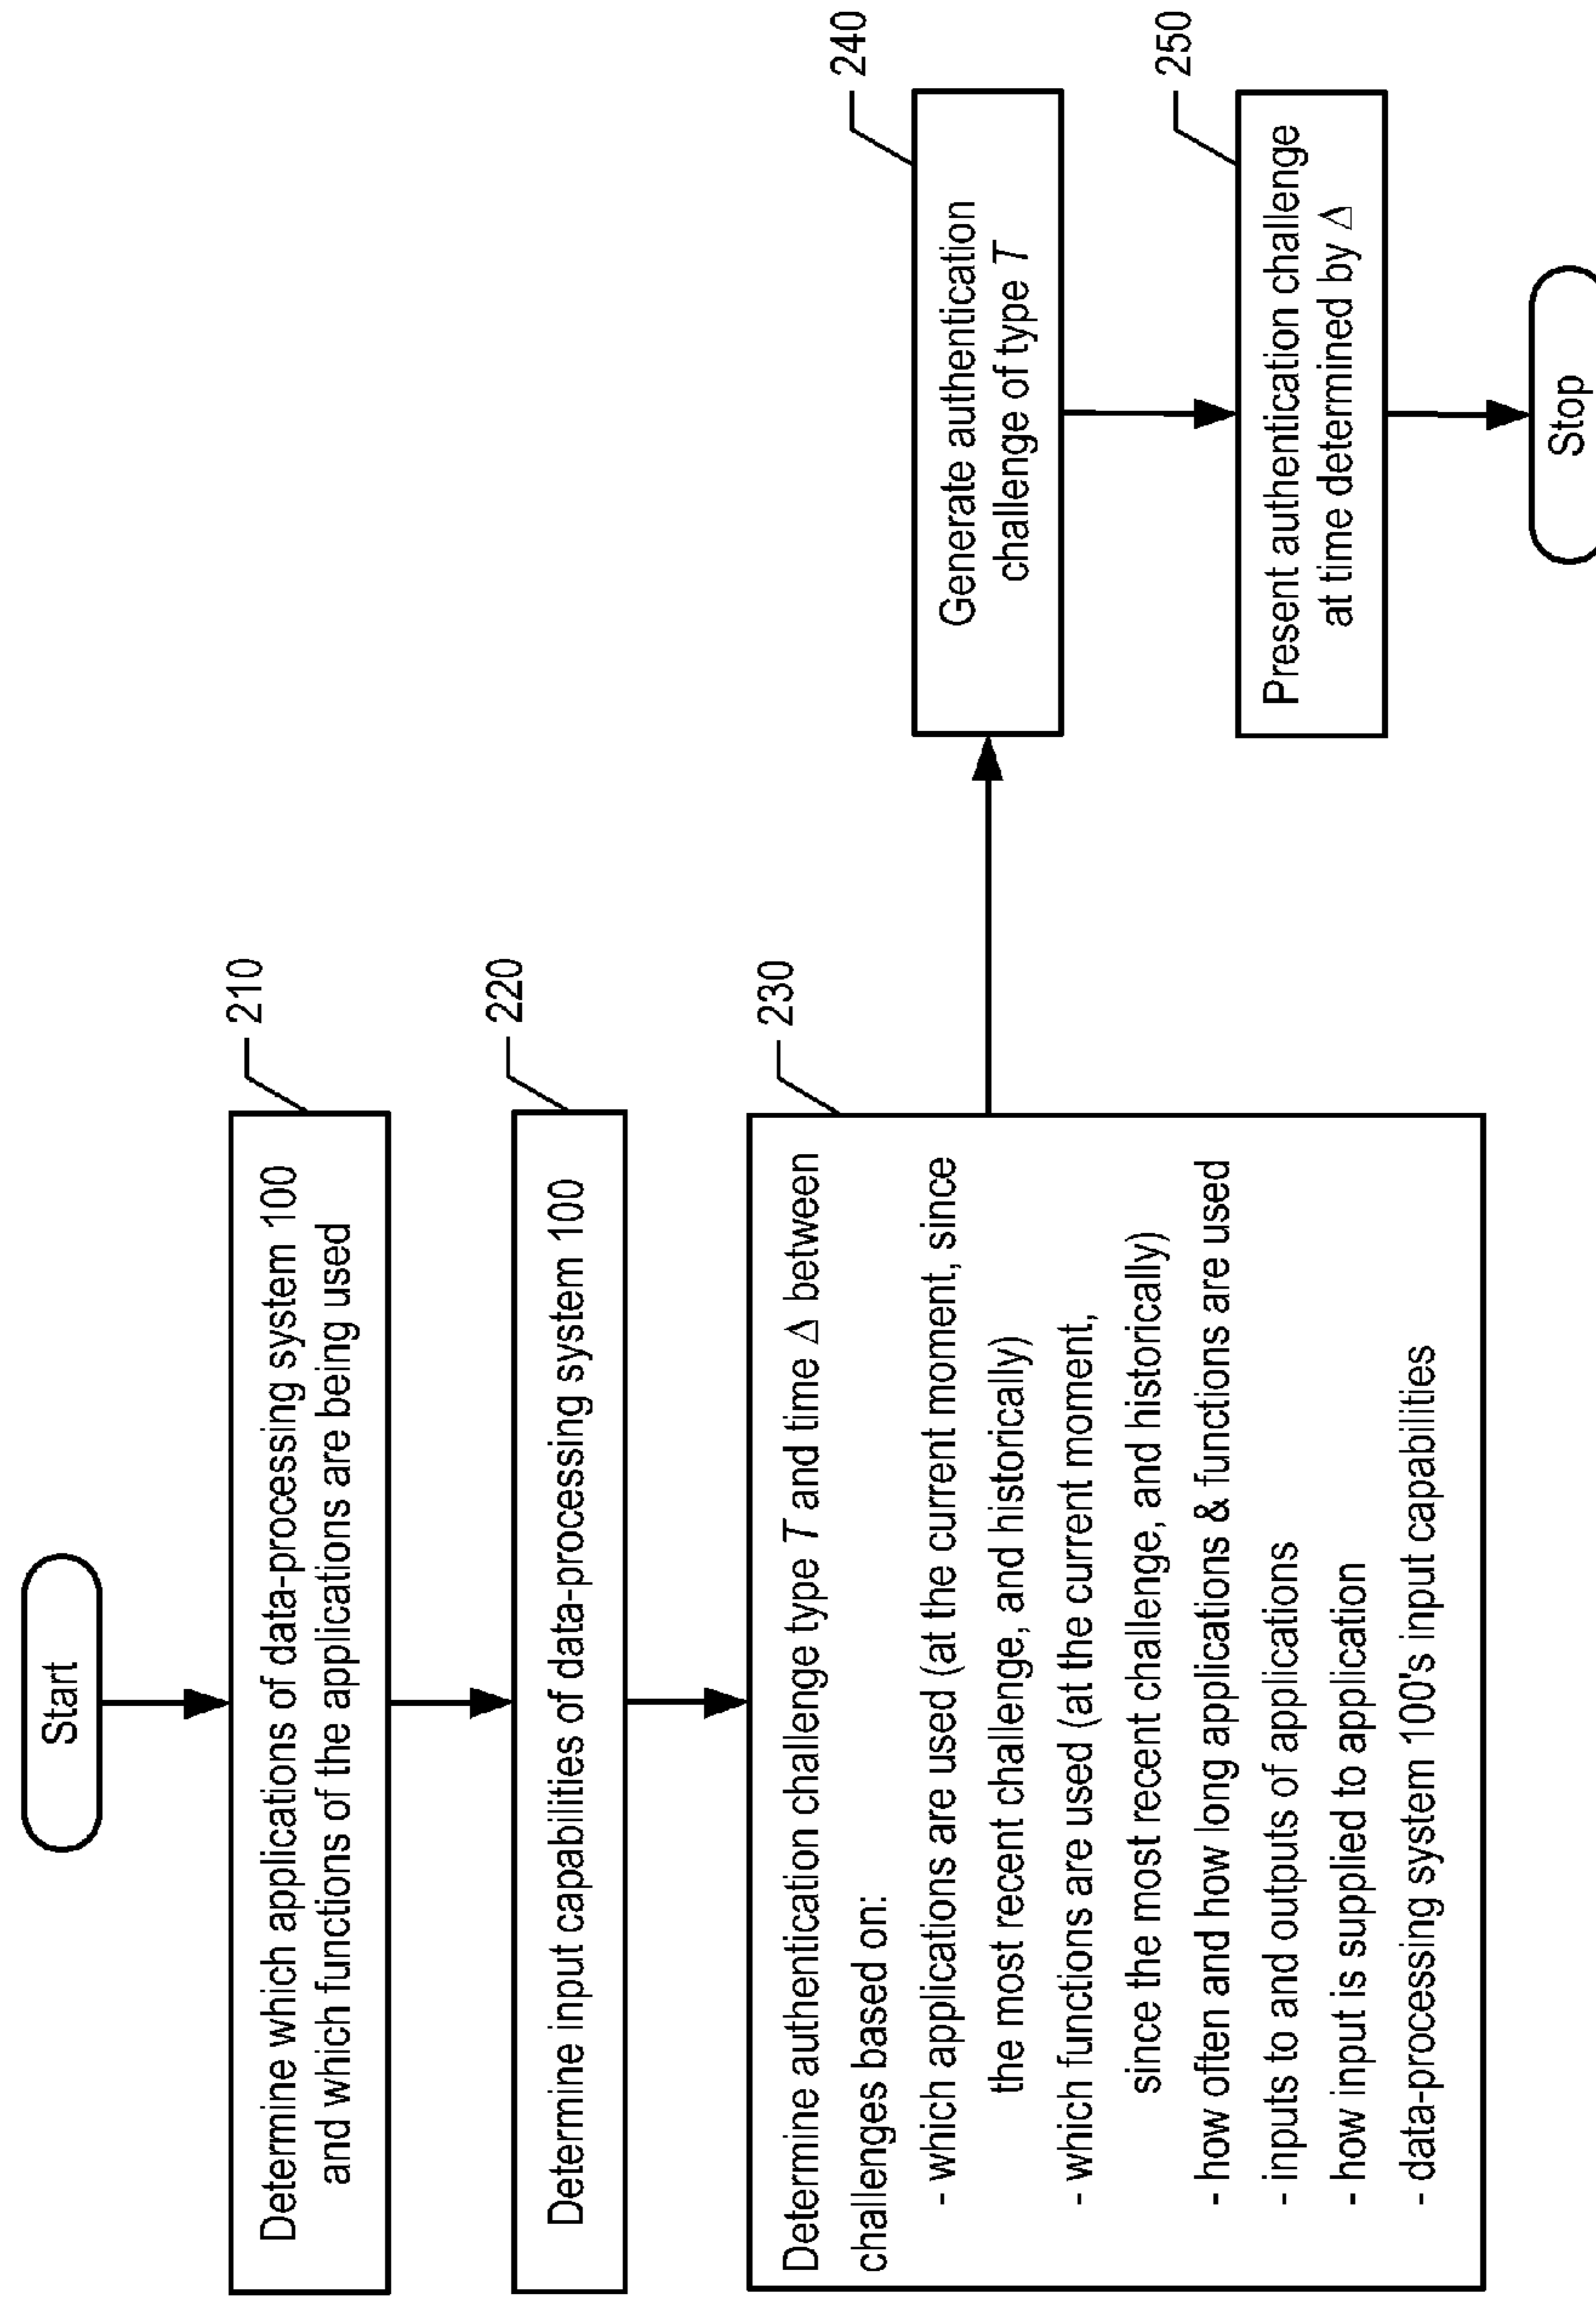 Start
210
Determine which applications of data-processing system 100
and which functions of the applications are being used
220
Determine input capabilities of data-processing system 100
230
Determine authentication challenge type T and time Δ between
challenges based on:
- which applications are used (at the current moment, since
the most recent challenge, and historically)
- which functions are used (at the current moment,
since the most recent challenge, and historically)
- how often and how long applications & functions are used
- inputs to and outputs of applications
- how input is supplied to application
- data-processing system 100's input capabilities
240
Generate authentication
challenge of type T
250
Present authentication challenge
at time determined by Δ
Stop